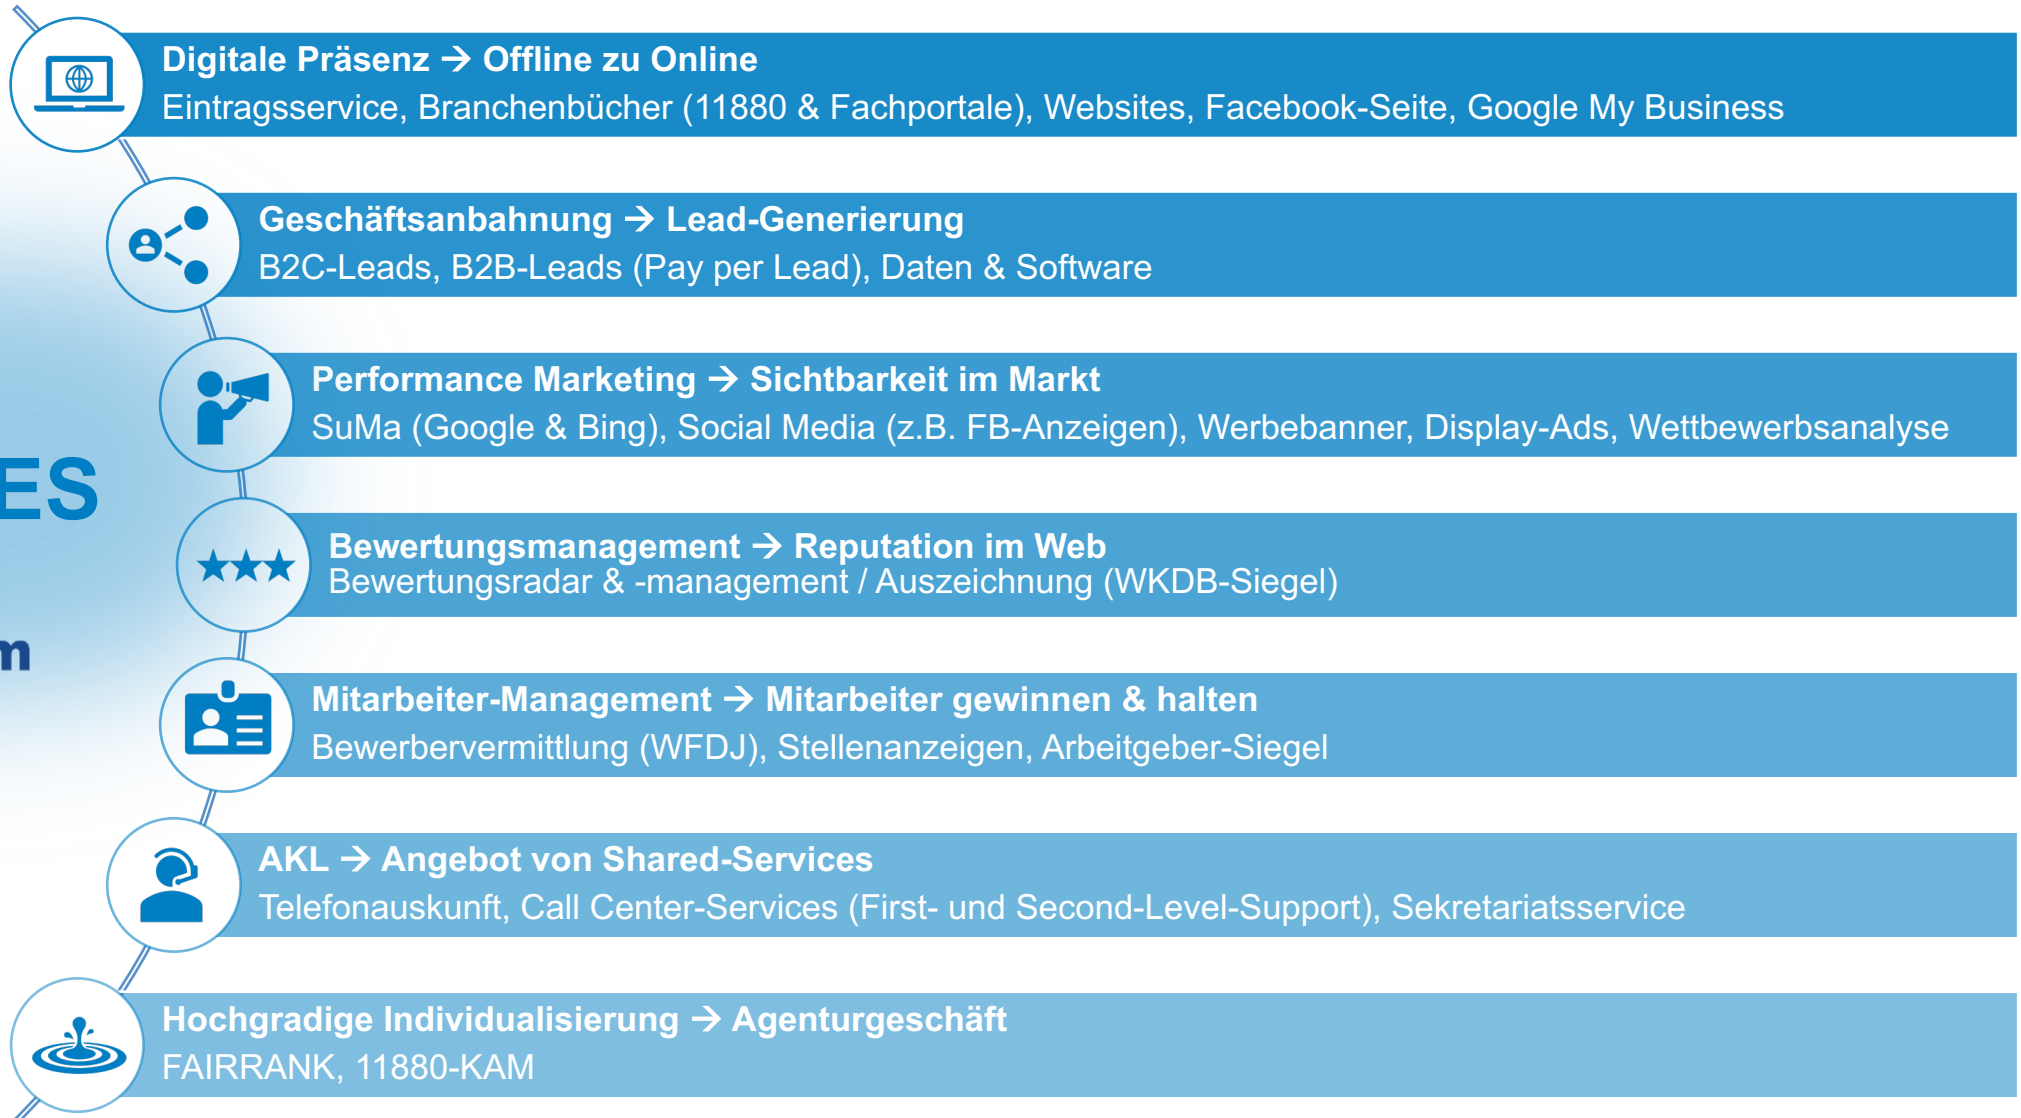 Digitale Präsenz → Offline zu Online
Eintragsservice, Branchenbücher (11880 & Fachportale), Websites, Facebook-Seite, Google My Business
Geschäftsanbahnung → Lead-Generierung
B2C-Leads, B2B-Leads (Pay per Lead), Daten & Software
Performance Marketing → Sichtbarkeit im Markt
SuMa (Google & Bing), Social Media (z.B. FB-Anzeigen), Werbebanner, Display-Ads, Wettbewerbsanalyse
ES
Bewertungsmanagement → Reputation im Web
Bewertungsradar & -management / Auszeichnung (WKDB-Siegel)
m
Mitarbeiter-Management → Mitarbeiter gewinnen & halten
Bewerbervermittlung (WFDJ), Stellenanzeigen, Arbeitgeber-Siegel
AKL → Angebot von Shared-Services
Telefonauskunft, Call Center-Services (First- und Second-Level-Support), Sekretariatsservice
Hochgradige Individualisierung → Agenturgeschäft
FAIRRANK, 11880-KAM